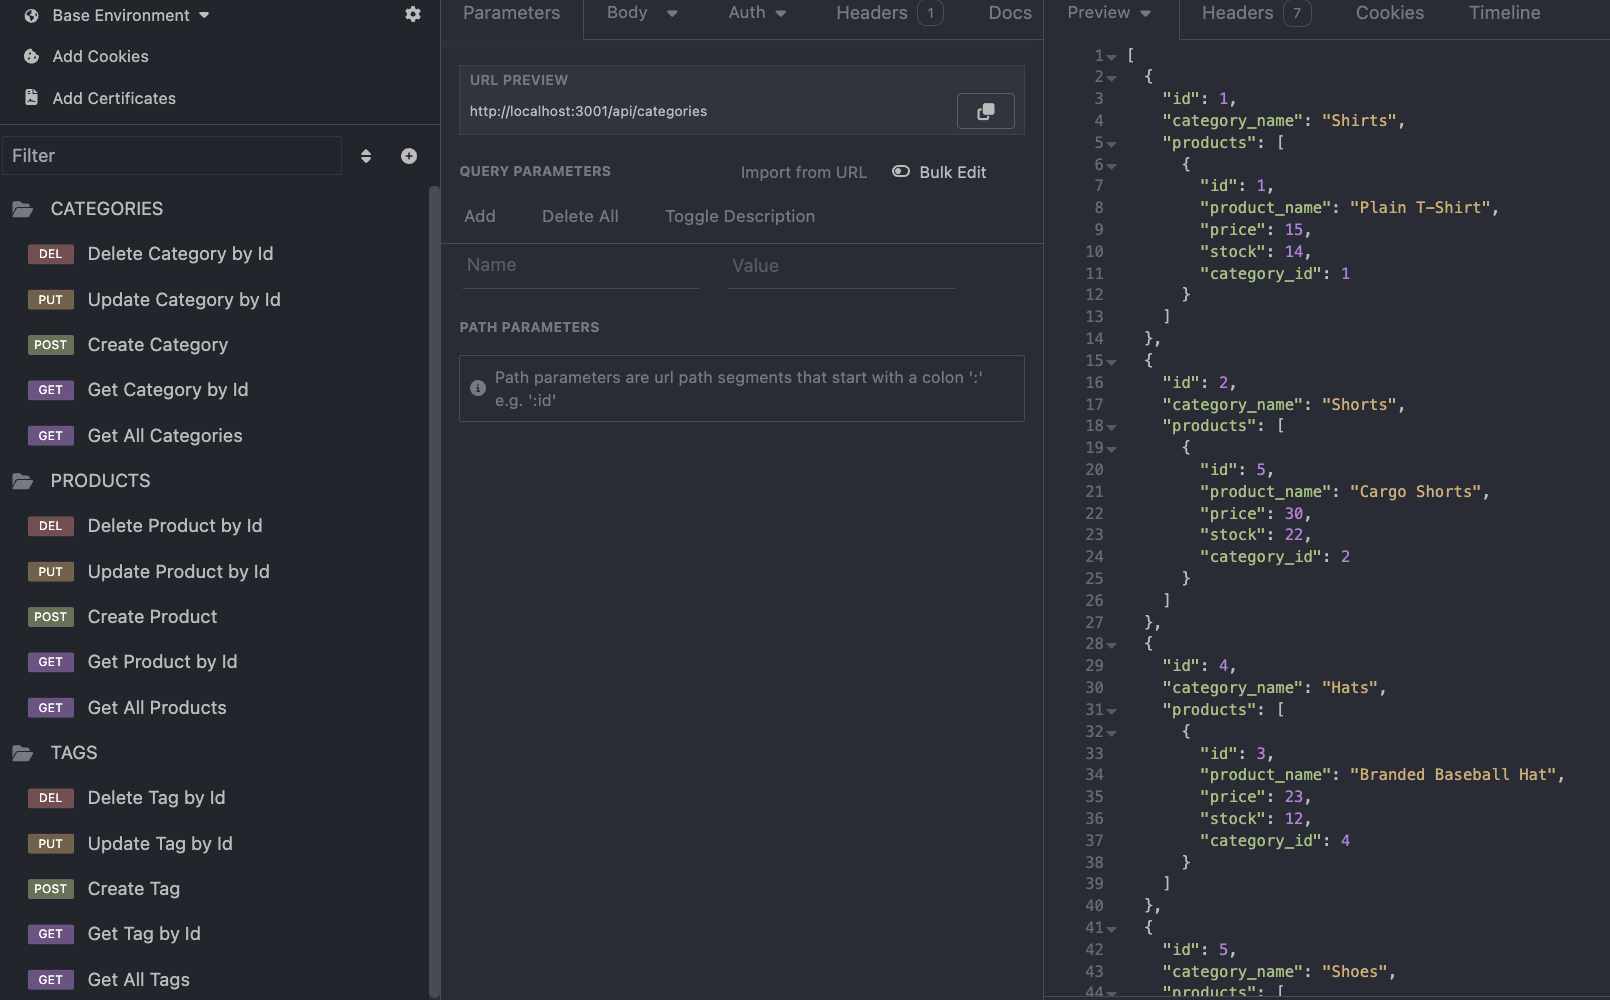 Base Environment
Add Cookies
Add Certificates
Filter
CATEGORIES
DEL Delete Category by Id
PUT Update Category by Id
POST Create Category
GET Get Category by Id
GET Get All Categories
PRODUCTS
DEL Delete Product by Id
PUT Update Product by Id
POST Create Product
GET Get Product by Id
GET Get All Products
TAGS
DEL Delete Tag by Id
PUT Update Tag by Id
POST Create Tag
GET Get Tag by Id
GET Get All Tags
Parameters Body Auth Headers 1 Docs
URL PREVIEW
http://localhost:3001/api/categories
QUERY PARAMETERS Import from URL Bulk Edit
Add Delete All Toggle Description
Name Value
PATH PARAMETERS
Path parameters are url path segments that start with a colon ':'
e.g. ':id'
Preview Headers 7 Cookies Timeline
1 [
2 {
3 "id": 1,
4 "category_name": "Shirts",
5 "products": [
6 {
7 "id": 1,
8 "product_name": "Plain T-Shirt",
9 "price": 15,
10 "stock": 14,
11 "category_id": 1
12 }
13 ]
14 },
15 {
16 "id": 2,
17 "category_name": "Shorts",
18 "products": [
19 {
20 "id": 5,
21 "product_name": "Cargo Shorts",
22 "price": 30,
23 "stock": 22,
24 "category_id": 2
25 }
26 ]
27 },
28 {
29 "id": 4,
30 "category_name": "Hats",
31 "products": [
32 {
33 "id": 3,
34 "product_name": "Branded Baseball Hat",
35 "price": 23,
36 "stock": 12,
37 "category_id": 4
38 }
39 ]
40 },
41 {
42 "id": 5,
43 "category_name": "Shoes",
44 "products": [